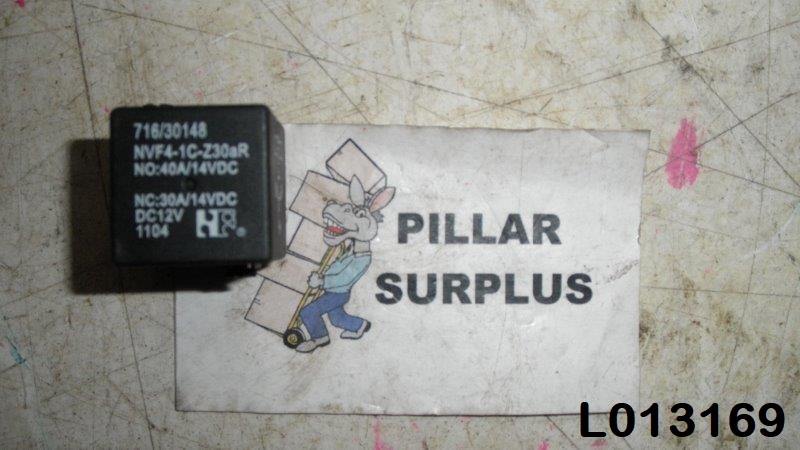 716/30148
NVF4-1C-Z30aR
NO:40A/14VDC
NC:30A/14VDC
DC12V
1104
®
PILLAR
SURPLUS
L013169